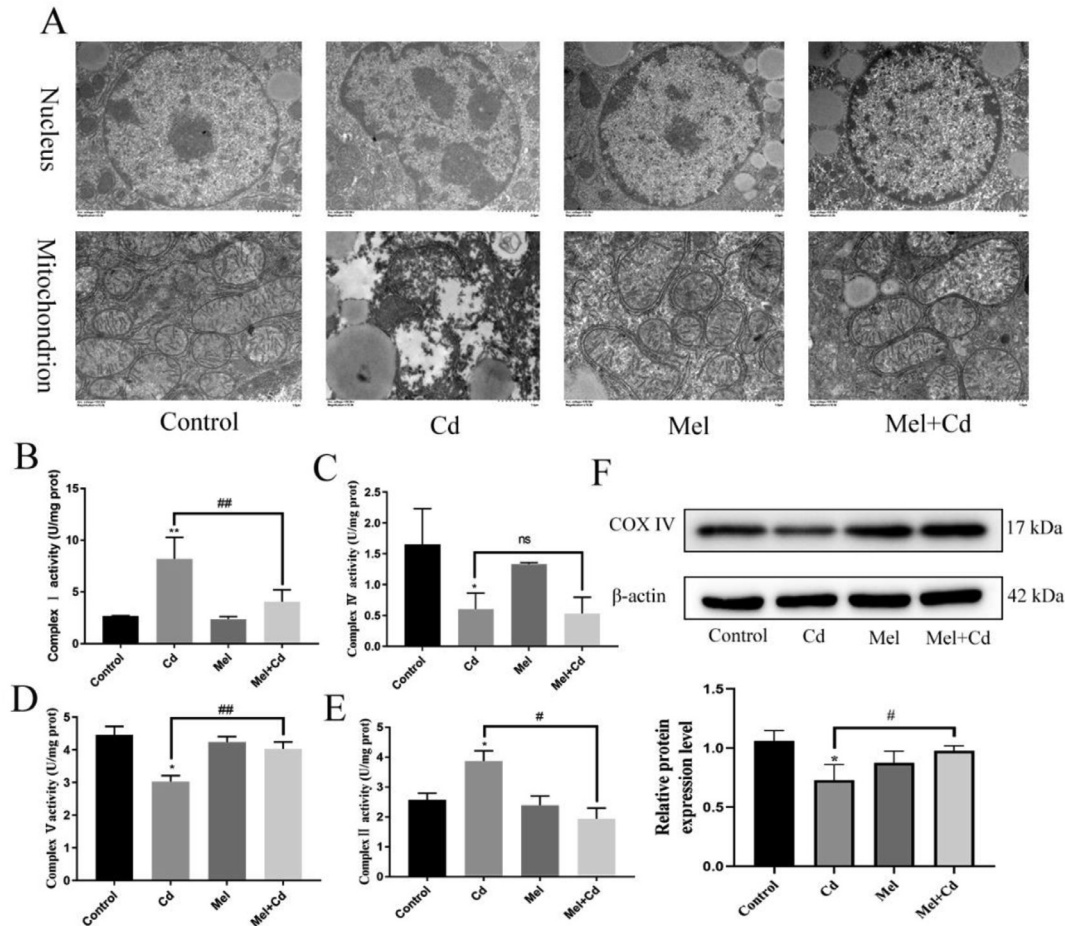 A
Nucleus
Mitochondrion
Control
Cd
Mel
Mel+Cd
B
Complex Ⅰ activity (U/mg prot)
15
10
5
0
**
##
Control
Cd
Mel
Mel+Cd
C
Complex Ⅳ activity (U/mg prot)
2.5
2.0
1.5
1.0
0.5
0.0
*
ns
Control
Cd
Mel
Mel+Cd
D
Complex Ⅴ activity (U/mg prot)
5
4
3
2
1
0
*
##
Control
Cd
Mel
Mel+Cd
E
Complex Ⅱ activity (U/mg prot)
5
4
3
2
1
0
*
#
Control
Cd
Mel
Mel+Cd
F
COX IV
17 kDa
β-actin
42 kDa
Control
Cd
Mel
Mel+Cd
Relative protein
expression level
1.5
1.0
0.5
0.0
*
#
Control
Cd
Mel
Mel+Cd